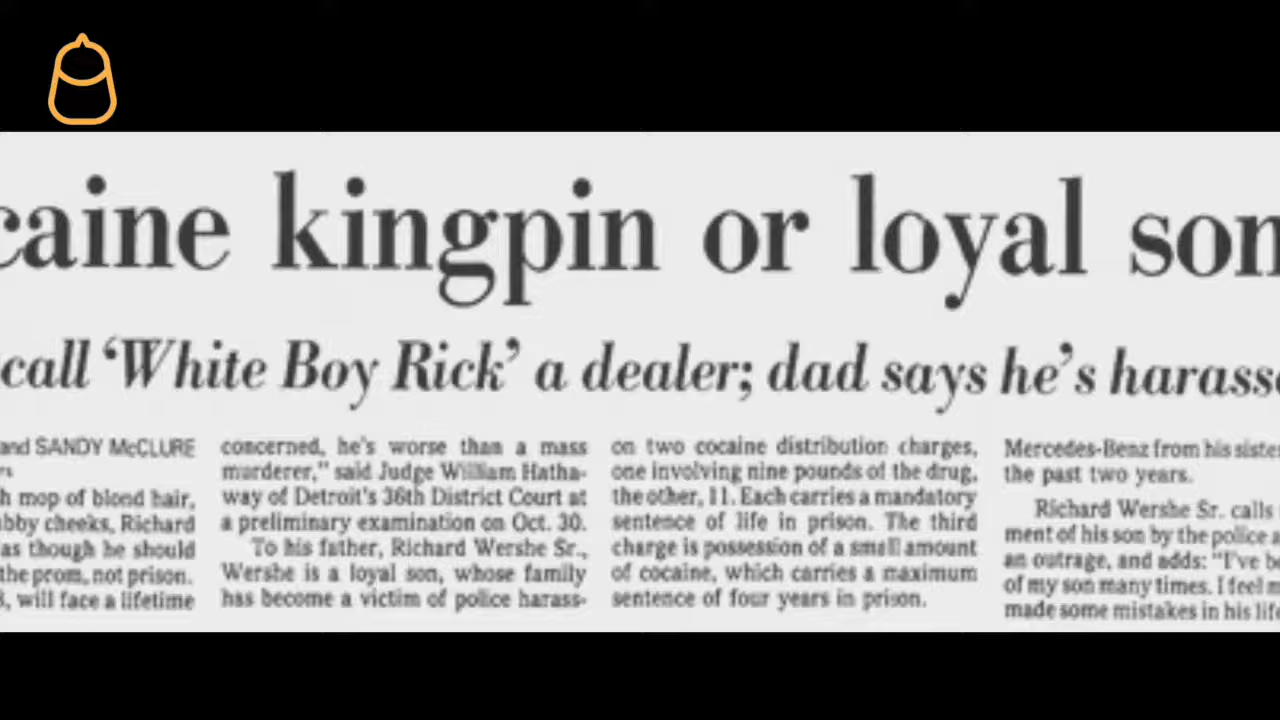 caine kingpin or loyal son
call ‘White Boy Rick’ a dealer; dad says he’s harasse
and SANDY McCLURE
rs
h mop of blond hair,
bby cheeks, Richard
as though he should
the prom, not prison.
8, will face a lifetime
concerned, he's worse than a mass
murderer," said Judge William Hatha-
way of Detroit's 36th District Court at
a preliminary examination on Oct. 30.
To his father, Richard Wershe Sr.,
Wershe is a loyal son, whose family
has become a victim of police harass-
on two cocaine distribution charges,
one involving nine pounds of the drug,
the other, 11. Each carries a mandatory
sentence of life in prison. The third
charge is possession of a small amount
of cocaine, which carries a maximum
sentence of four years in prison.
Mercedes-Benz from his sister
the past two years.
Richard Wershe Sr. calls
ment of his son by the police a
an outrage, and adds: "I've be
of my son many times. I feel m
made some mistakes in his life